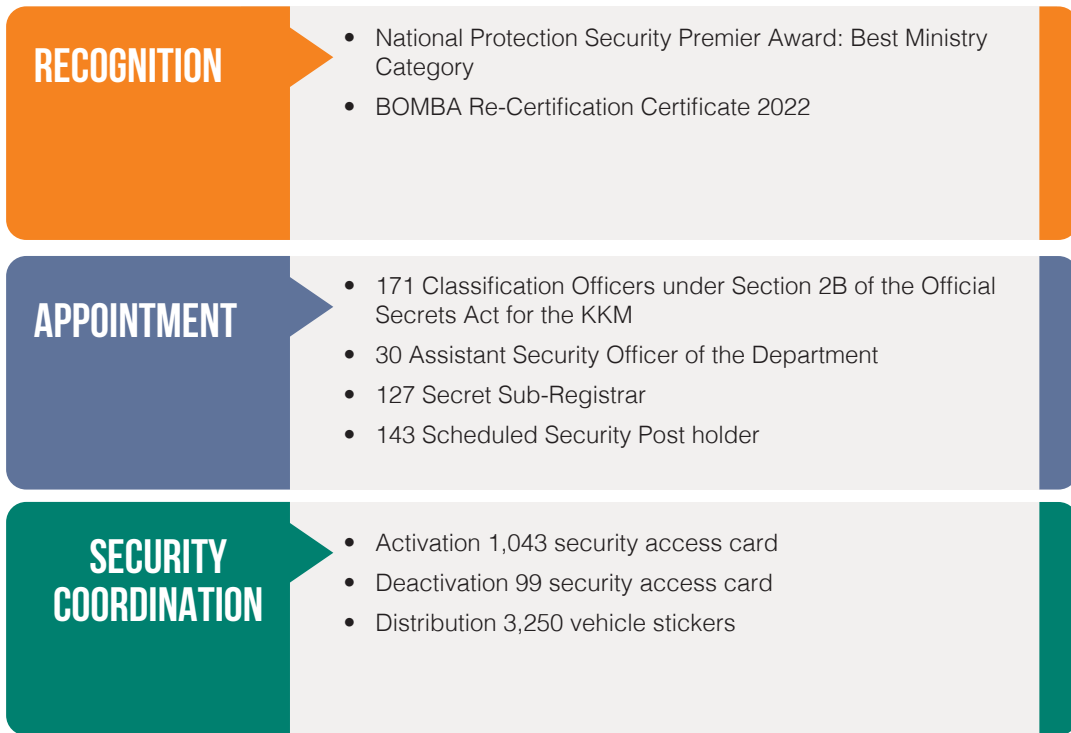 RECOGNITION
• National Protection Security Premier Award: Best Ministry
Category
• BOMBA Re-Certification Certificate 2022
APPOINTMENT
• 171 Classification Officers under Section 2B of the Official
Secrets Act for the KKM
• 30 Assistant Security Officer of the Department
• 127 Secret Sub-Registrar
• 143 Scheduled Security Post holder
SECURITY
COORDINATION
• Activation 1,043 security access card
• Deactivation 99 security access card
• Distribution 3,250 vehicle stickers